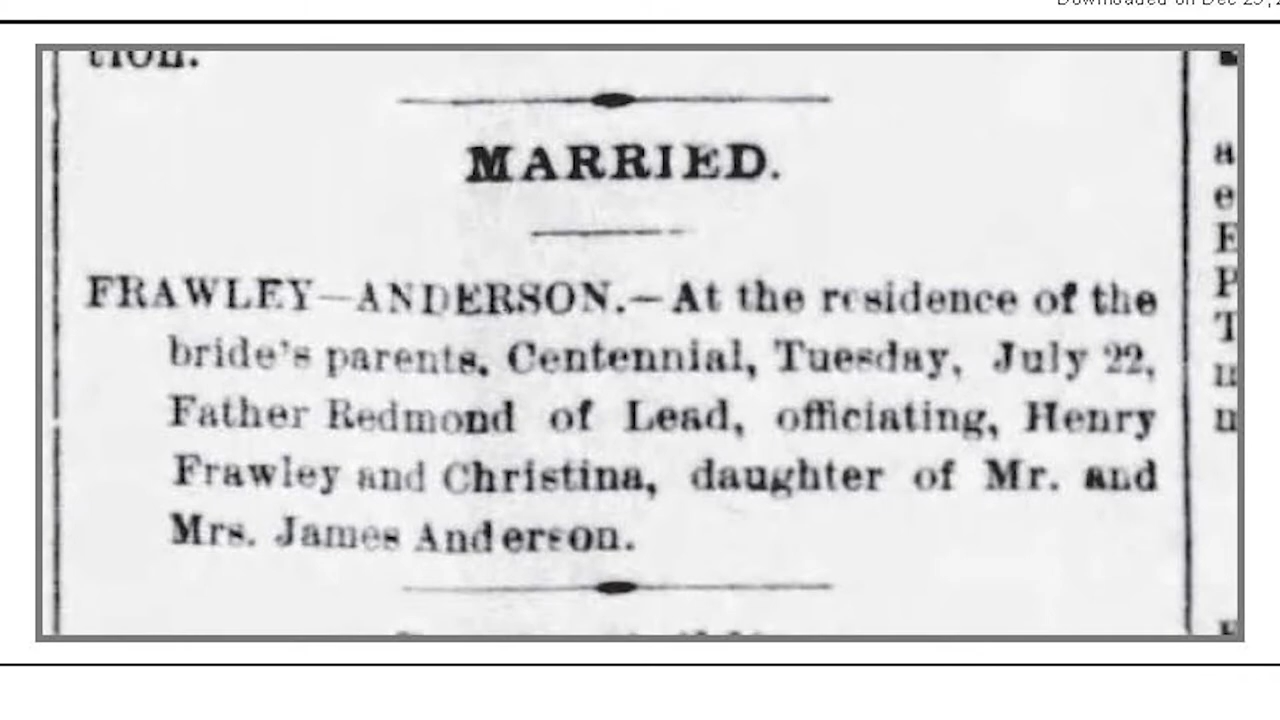 tion.
MARRIED.
FRAWLEY—ANDERSON.—At the residence of the
bride's parents, Centennial, Tuesday, July 22,
Father Redmond of Lead, officiating, Henry
Frawley and Christina, daughter of Mr. and
Mrs. James Anderson.